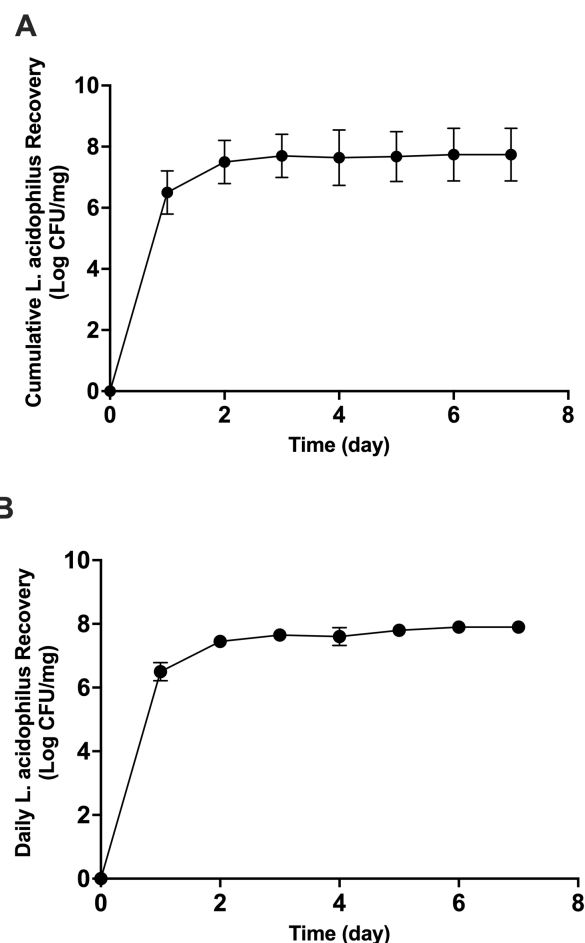 A
Cumulative L. acidophilus Recovery
(Log CFU/mg)
10
8
6
4
2
0
0 2 4 6 8
Time (day)
B
Daily L. acidophilus Recovery
(Log CFU/mg)
10
8
6
4
2
0
0 2 4 6 8
Time (day)